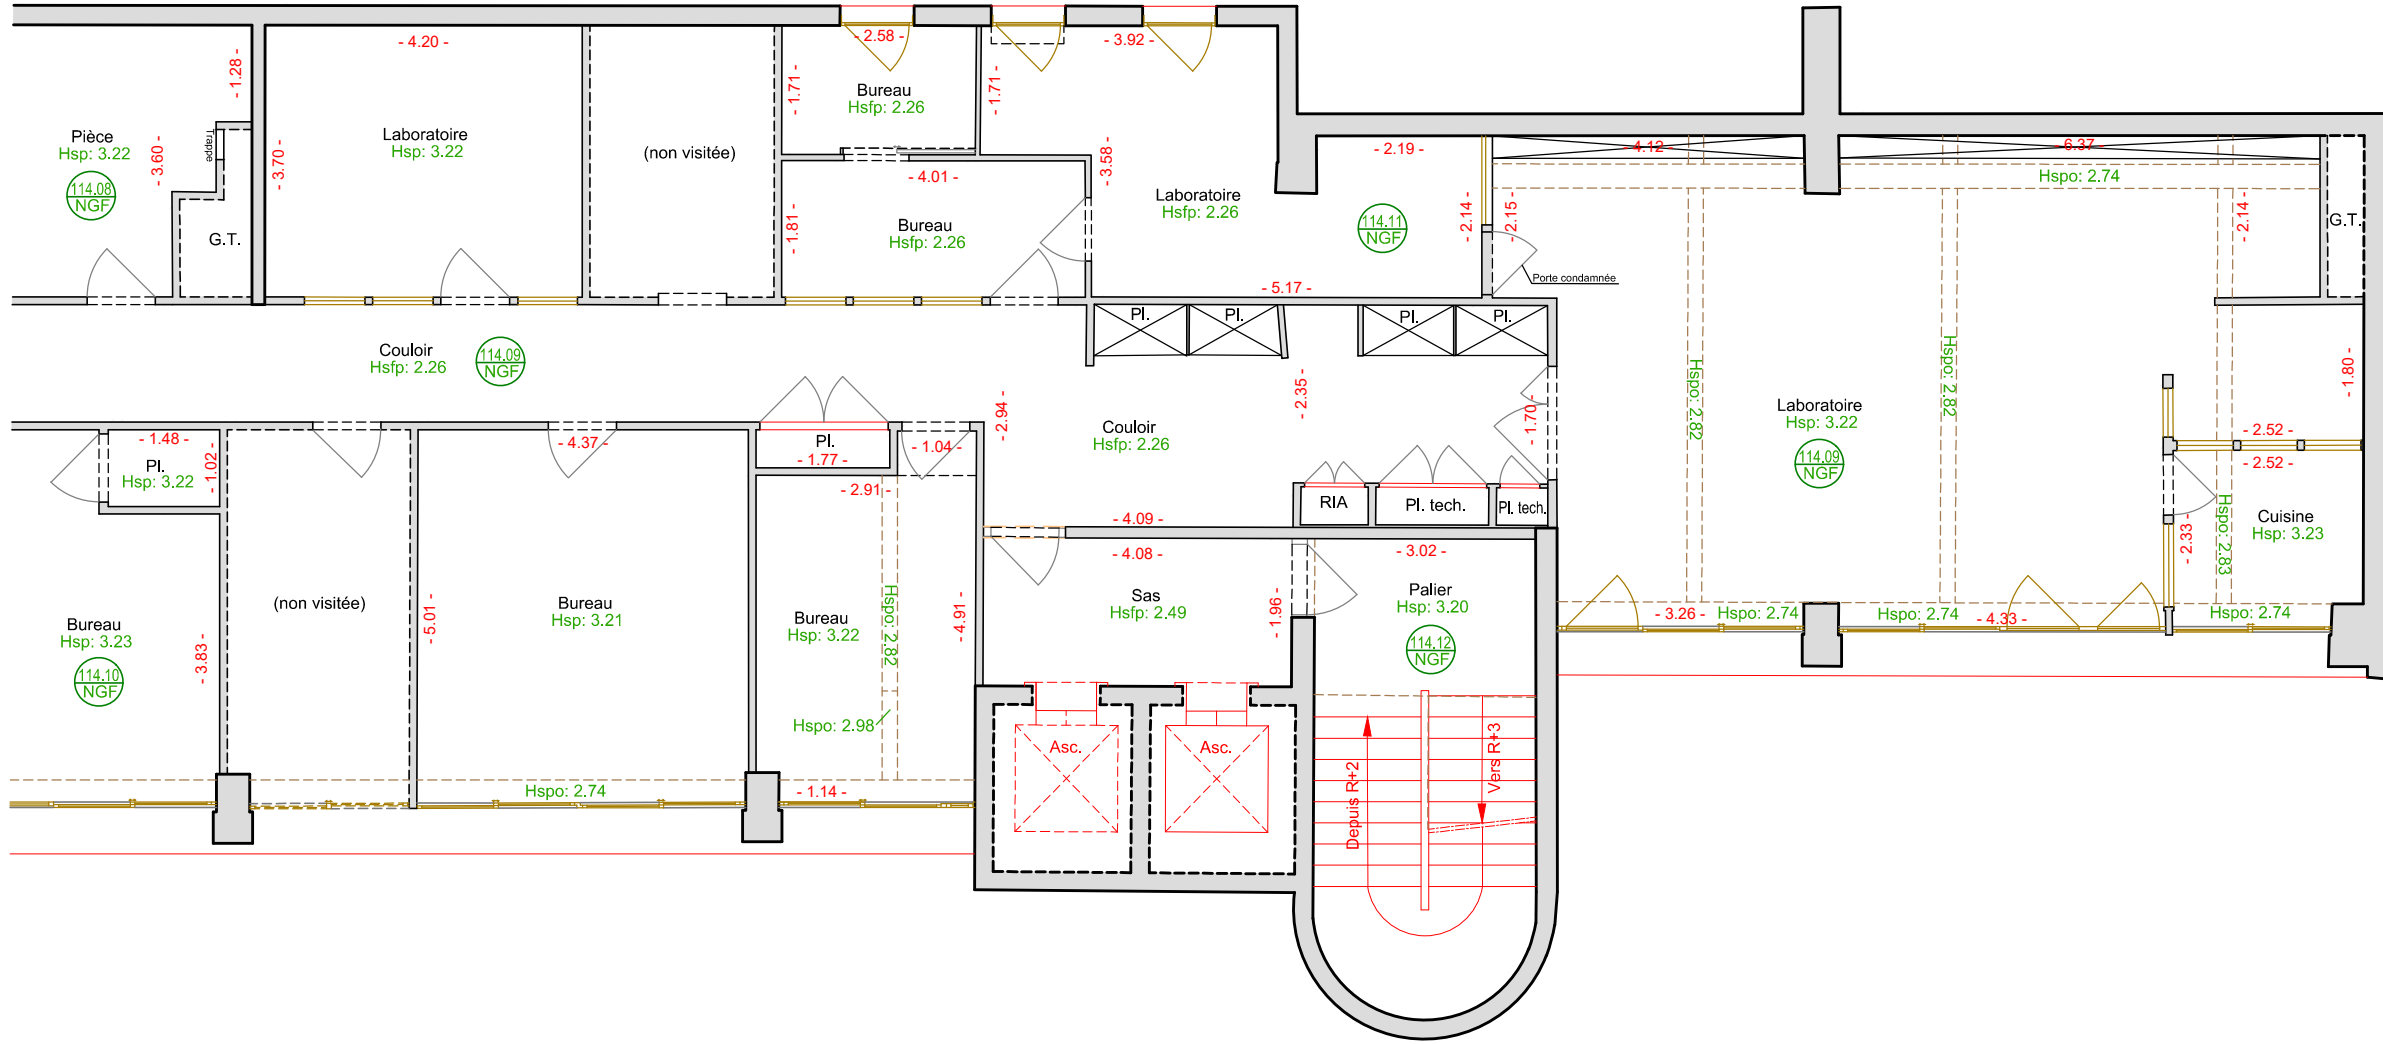 - 4.20 -
- 2.58 -
- 3.92 -
- 1.28 -
- 1.71 -
- 1.71 -
Bureau
Hsfp: 2.26
Pièce
Hsp: 3.22
- 3.60 -
Trappe
114.08
NGF
- 3.70 -
Laboratoire
Hsp: 3.22
(non visitée)
- 4.01 -
- 3.58 -
- 2.19 -
- 4.12 -
- 6.37 -
Hspo: 2.74
Laboratoire
Hsfp: 2.26
114.11
NGF
- 2.14 -
- 2.15 -
- 2.14 -
G.T.
G.T.
- 1.81 -
Bureau
Hsfp: 2.26
Porte condamnée
- 5.17 -
Pl.
Pl.
Pl.
Pl.
Couloir
Hsfp: 2.26
114.09
NGF
Hspo: 2.82
Hspo: 2.82
- 1.80 -
- 2.94 -
- 2.35 -
- 1.70 -
Couloir
Hsfp: 2.26
Laboratoire
Hsp: 3.22
114.09
NGF
- 2.52 -
- 2.52 -
- 1.48 -
Pl.
Hsp: 3.22
- 1.02 -
- 4.37 -
Pl.
- 1.77 -
- 1.04 -
- 2.91 -
RIA
Pl. tech.
Pl. tech.
- 4.09 -
- 4.08 -
- 3.02 -
Cuisine
Hsp: 3.23
- 2.33 -
Hspo: 2.83
(non visitée)
Bureau
Hsp: 3.21
- 5.01 -
Bureau
Hsp: 3.22
Hspo: 2.82
- 4.91 -
Sas
Hsfp: 2.49
- 1.96 -
Palier
Hsp: 3.20
114.12
NGF
- 3.26 -
Hspo: 2.74
Hspo: 2.74
- 4.33 -
Hspo: 2.74
Bureau
Hsp: 3.23
114.10
NGF
- 3.83 -
Hspo: 2.98
Asc.
Asc.
Depuis R+2
Vers R+3
Hspo: 2.74
- 1.14 -